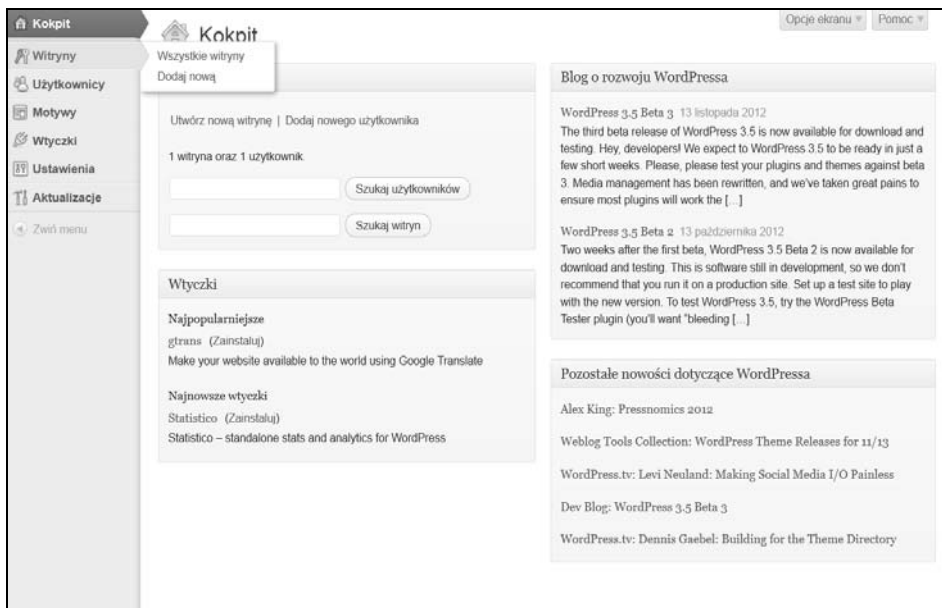 Kokpit
Witryny
Użytkownicy
Motywy
Wtyczki
Ustawienia
Aktualizacje
Zwiń menu
Opcje ekranu
Pomoc
Kokpit
Wszystkie witryny
Dodaj nową
Utwórz nową witrynę | Dodaj nowego użytkownika
1 witryna oraz 1 użytkownik.
Szukaj użytkowników
Szukaj witryn
Wtyczki
Najpopularniejsze
gtrans (Zainstaluj)
Make your website available to the world using Google Translate
Najnowsze wtyczki
Statistico (Zainstaluj)
Statistico – standalone stats and analytics for WordPress
Blog o rozwoju WordPressa
WordPress 3.5 Beta 3 13 listopada 2012
The third beta release of WordPress 3.5 is now available for download and
testing. Hey, developers! We expect to WordPress 3.5 to be ready in just a
few short weeks. Please, please test your plugins and themes against beta
3. Media management has been rewritten, and we've taken great pains to
ensure most plugins will work the [...]
WordPress 3.5 Beta 2 13 października 2012
Two weeks after the first beta, WordPress 3.5 Beta 2 is now available for
download and testing. This is software still in development, so we don't
recommend that you run it on a production site. Set up a test site to play
with the new version. To test WordPress 3.5, try the WordPress Beta
Tester plugin (you'll want "bleeding [...]
Pozostałe nowości dotyczące WordPressa
Alex King: Pressnomics 2012
Weblog Tools Collection: WordPress Theme Releases for 11/13
WordPress.tv: Levi Neuland: Making Social Media I/O Painless
Dev Blog: WordPress 3.5 Beta 3
WordPress.tv: Dennis Gaebel: Building for the Theme Directory